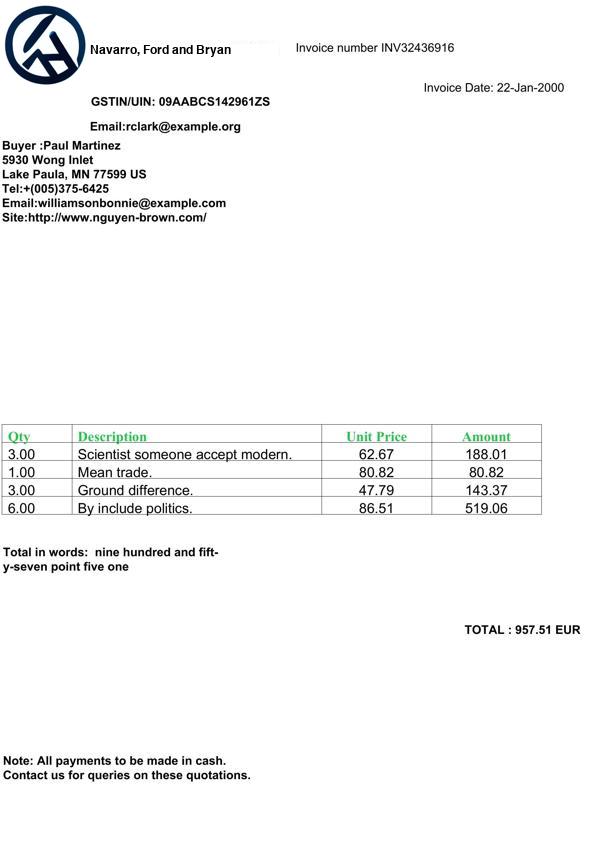 Navarro, Ford and Bryan
Invoice number INV32436916
Invoice Date: 22-Jan-2000
GSTIN/UIN: 09AABCS142961ZS
Email:rclark@example.org
Buyer :Paul Martinez
5930 Wong Inlet
Lake Paula, MN 77599 US
Tel:+(005)375-6425
Email:williamsonbonnie@example.com
Site:http://www.nguyen-brown.com/
Qty Description Unit Price Amount
3.00 Scientist someone accept modern. 62.67 188.01
1.00 Mean trade. 80.82 80.82
3.00 Ground difference. 47.79 143.37
6.00 By include politics. 86.51 519.06
Total in words:  nine hundred and fift-
y-seven point five one
TOTAL : 957.51 EUR
Note: All payments to be made in cash.
Contact us for queries on these quotations.